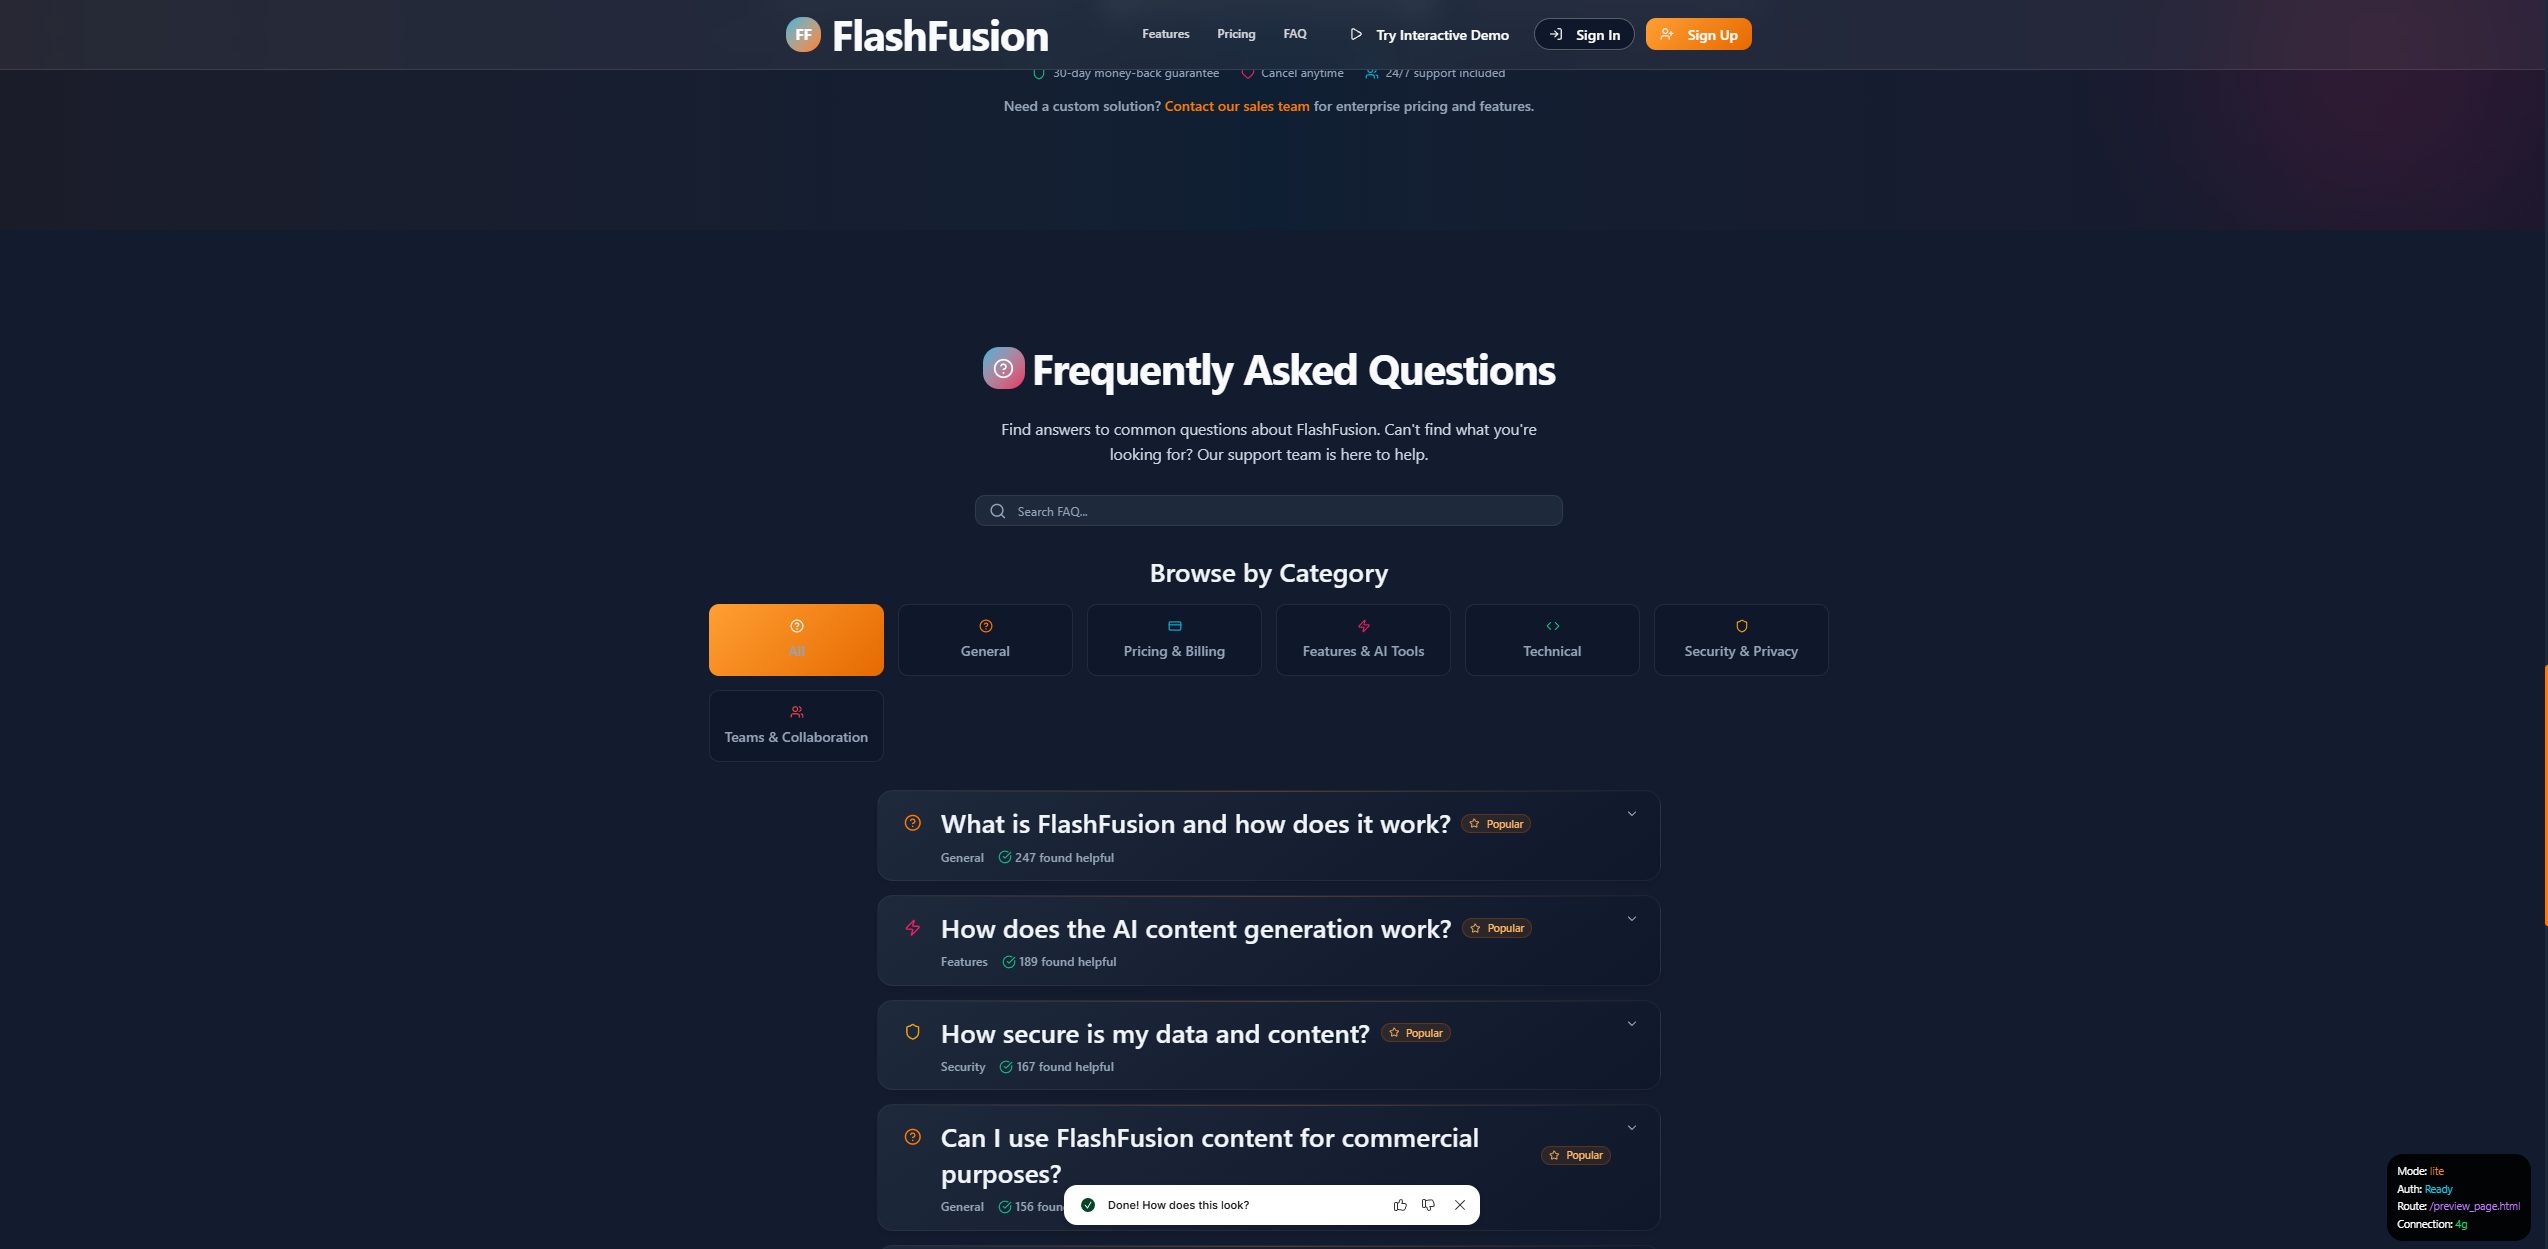 FF FlashFusion
Features Pricing FAQ Try Interactive Demo Sign In Sign Up
30-day money-back guarantee Cancel anytime 24/7 support included
Need a custom solution? Contact our sales team for enterprise pricing and features.
Frequently Asked Questions
Find answers to common questions about FlashFusion. Can't find what you're
looking for? Our support team is here to help.
Search FAQ...
Browse by Category
All General Pricing & Billing Features & AI Tools Technical Security & Privacy
Teams & Collaboration
What is FlashFusion and how does it work? Popular
General 247 found helpful
How does the AI content generation work? Popular
Features 189 found helpful
How secure is my data and content? Popular
Security 167 found helpful
Can I use FlashFusion content for commercial
purposes?
Popular
General 156
Done! How does this look?
Mode: lite
Auth: Ready
Route: /preview_page.html
Connection: 4g